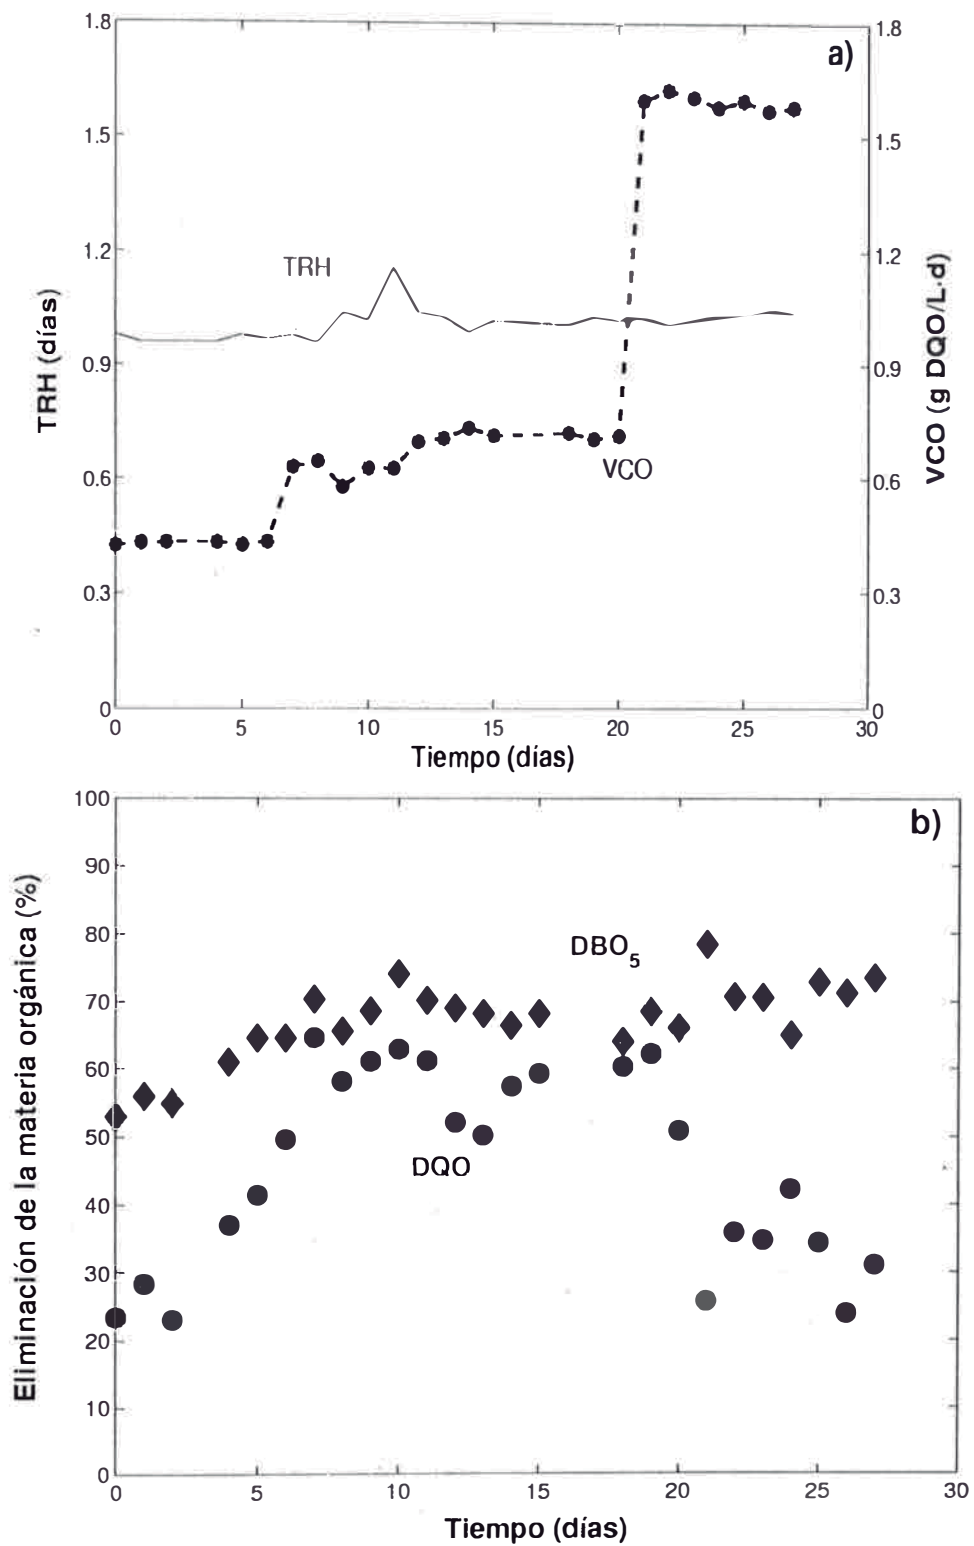 a)
1.8
1.5
1.2
0.9
0.6
0.3
0
TRH (días)
TRH
VCO
1.8
1.5
1.2
0.9
0.6
0.3
0
VCO (g DQO/L·d)
0 5 10 15 20 25 30
Tiempo (días)
b)
100
90
80
70
60
50
40
30
20
10
0
Eliminación de la materia orgánica (%)
DBO5
DQO
0 5 10 15 20 25 30
Tiempo (días)